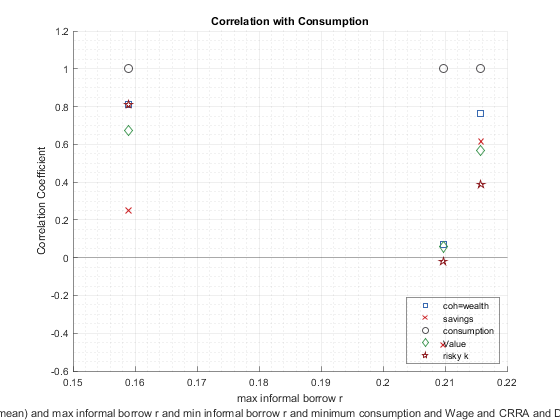 Correlation with Consumption
1.2
1
0.8
0.6
0.4
0.2
0
-0.2
-0.4
-0.6
Correlation Coefficient
coh=wealth
savings
consumption
Value
risky k
0.15 0.16 0.17 0.18 0.19 0.2 0.21 0.22
max informal borrow r
mean) and max informal borrow r and min informal borrow r and minimum consumption and Wage and CRRA and D